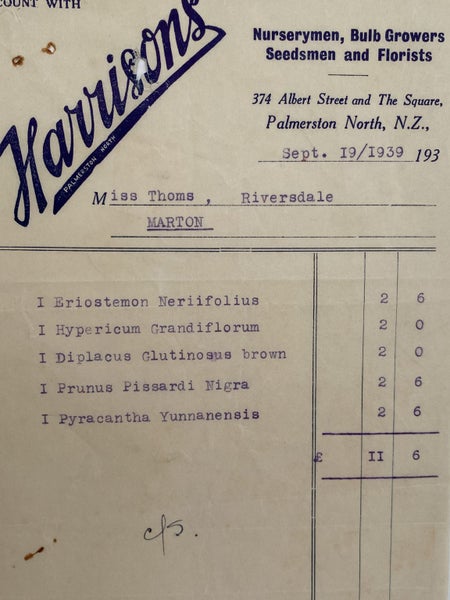 COUNT WITH
Harrisons
PALMERSTON NORTH
Nurserymen, Bulb Growers
Seedsmen and Florists
374 Albert Street and The Square,
Palmerston North, N.Z.,
Sept. 19/1939 193
Miss Thoms , Riversdale
MARTON
I Eriostemon Neriifolius 2 6
I Hypericum Grandiflorum 2 0
I Diplacus Glutinosus brown 2 0
I Prunus Pissardi Nigra 2 6
I Pyracantha Yunnanensis 2 6
£ II 6